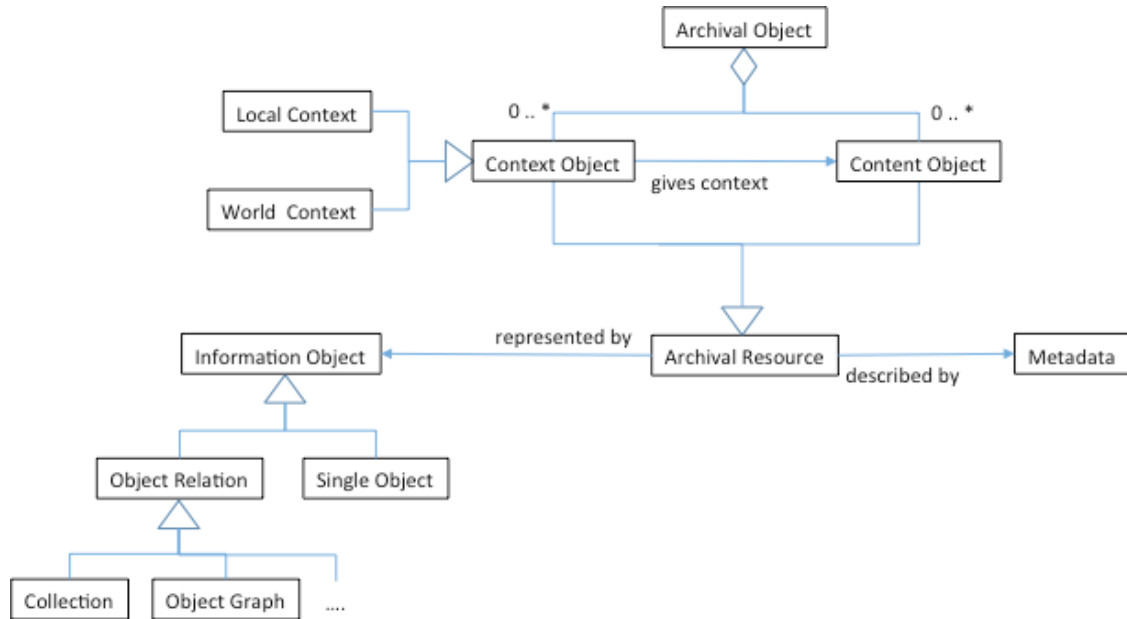 Archival Object
Local Context
0 .. *
0 .. *
Context Object
Content Object
gives context
World Context
represented by
Information Object
Archival Resource
Metadata
described by
Object Relation
Single Object
Collection
Object Graph
....